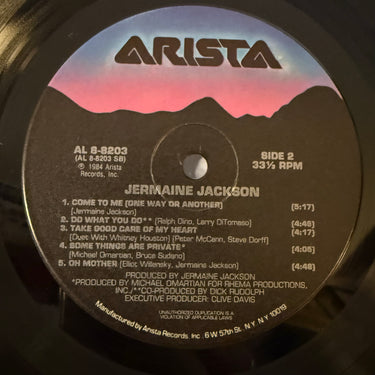 ARISTA
AL 8-8203
(AL 8-8203 SB)
℗ 1984 Arista
Records, Inc.
SIDE 2
33⅓ RPM
JERMAINE JACKSON
1. COME TO ME (ONE WAY OR ANOTHER) [5:17]
[Jermaine Jackson]
2. DO WHAT YOU DO** [Ralph Dino, Larry DiTomaso] [4:46]
3. TAKE GOOD CARE OF MY HEART [4:17]
[Duet With Whitney Houston] [Peter McCann, Steve Dorff]
4. SOME THINGS ARE PRIVATE* [4:05]
[Michael Omartian, Bruce Sudano]
5. OH MOTHER [Elliot Willensky, Jermaine Jackson] [4:48]
PRODUCED BY JERMAINE JACKSON
*PRODUCED BY MICHAEL OMARTIAN FOR RHEMA PRODUCTIONS,
INC./**CO-PRODUCED BY DICK RUDOLPH
EXECUTIVE PRODUCER: CLIVE DAVIS
UNAUTHORIZED DUPLICATION IS A
VIOLATION OF APPLICABLE LAWS
Manufactured by Arista Records, Inc. 6 W 57th St. N.Y. N.Y. 10019